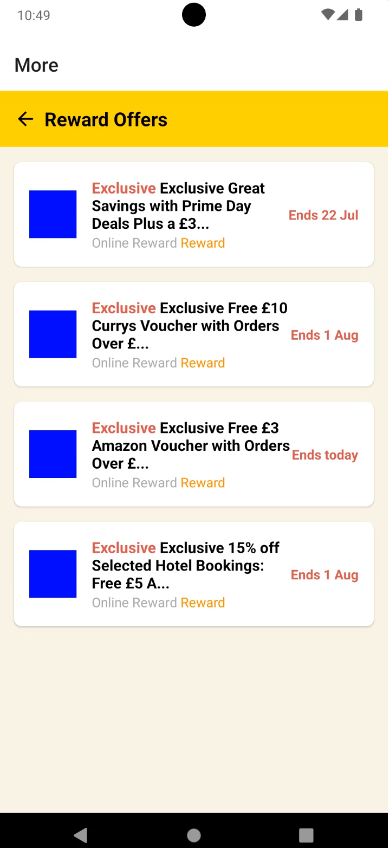 10:49
More
Reward Offers
Exclusive Exclusive Great
Savings with Prime Day
Deals Plus a £3...
Online Reward Reward
Ends 22 Jul
Exclusive Exclusive Free £10
Currys Voucher with Orders
Over £...
Online Reward Reward
Ends 1 Aug
Exclusive Exclusive Free £3
Amazon Voucher with Orders
Over £...
Online Reward Reward
Ends today
Exclusive Exclusive 15% off
Selected Hotel Bookings:
Free £5 A...
Online Reward Reward
Ends 1 Aug